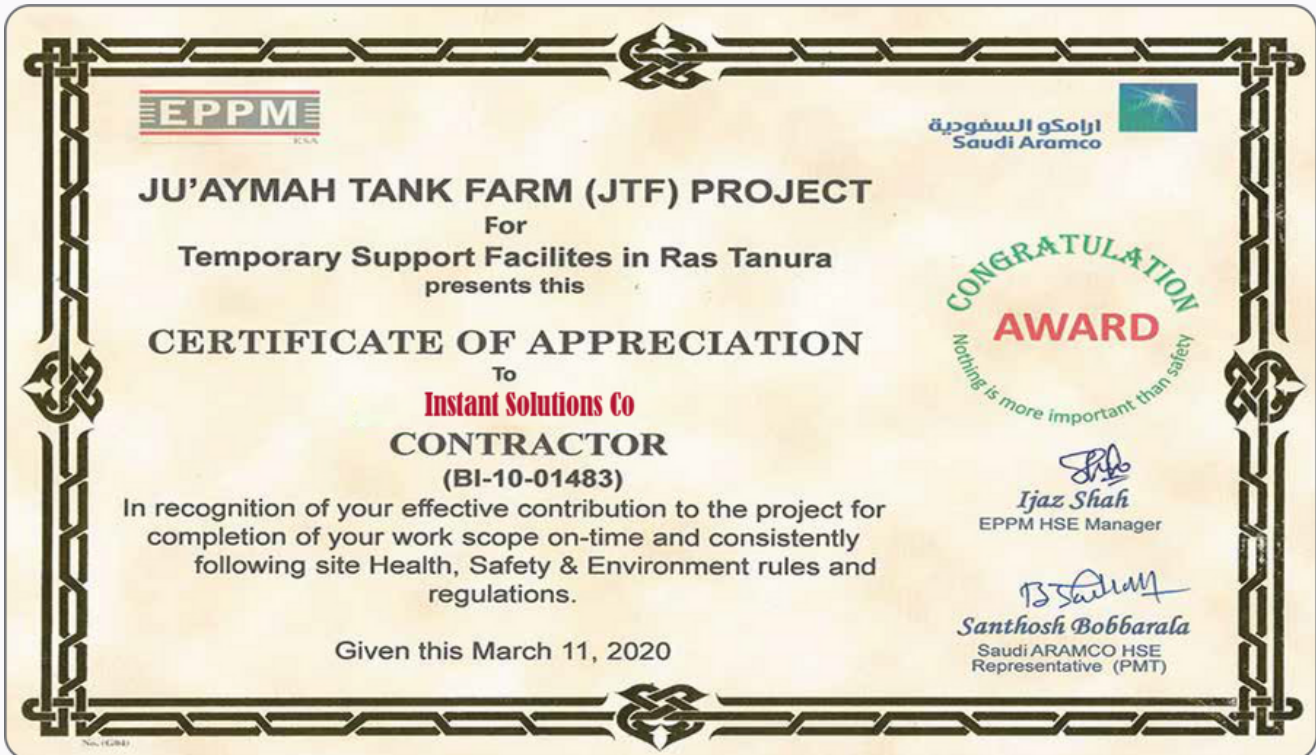 EPPM
KSA
ارامكو السعودية
Saudi Aramco
JU'AYMAH TANK FARM (JTF) PROJECT
For
Temporary Support Facilites in Ras Tanura
presents this
CERTIFICATE OF APPRECIATION
To
Instant Solutions Co
CONTRACTOR
(BI-10-01483)
In recognition of your effective contribution to the project for
completion of your work scope on-time and consistently
following site Health, Safety & Environment rules and
regulations.
Given this March 11, 2020
CONGRATULATION
AWARD
Nothing is more important than safety
Ijaz Shah
EPPM HSE Manager
Santhosh Bobbarala
Saudi ARAMCO HSE
Representative (PMT)